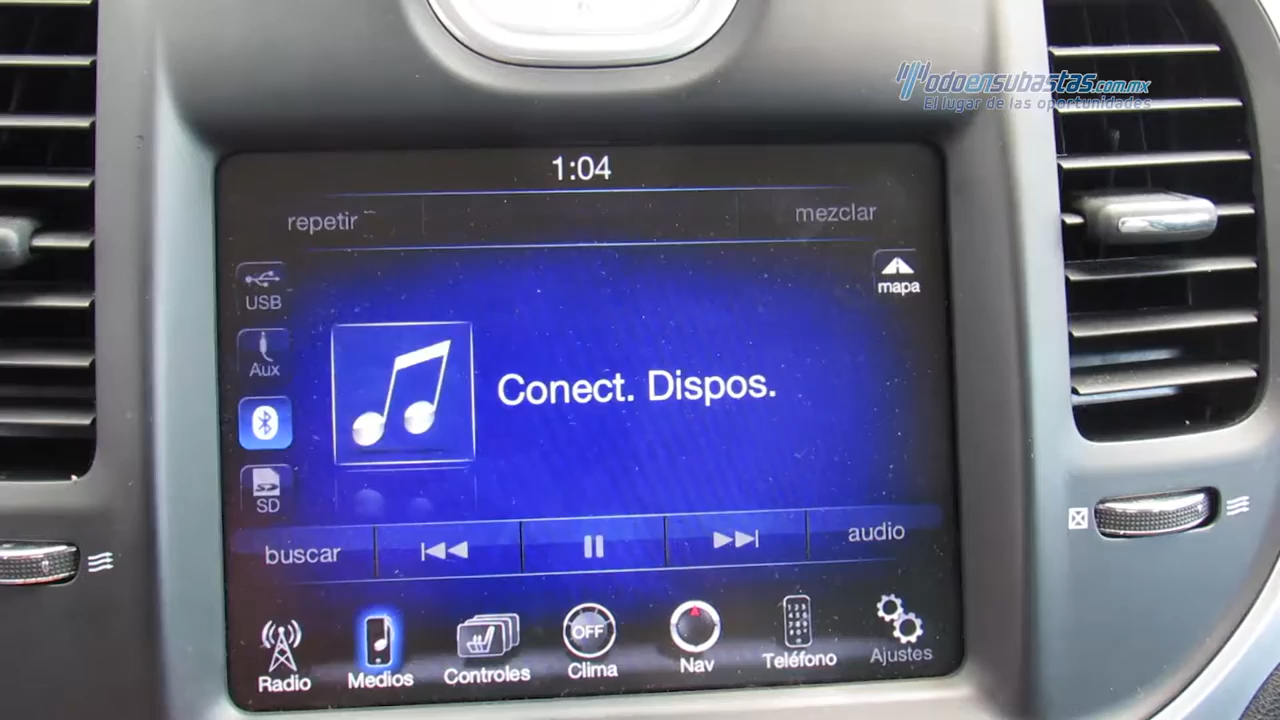 Todoensubastas.com.mx
El lugar de las oportunidades
1:04
repetir
mezclar
USB
mapa
Aux
Conect. Dispos.
SD
buscar
audio
OFF
Radio
Medios
Controles
Clima
Nav
Teléfono
Ajustes